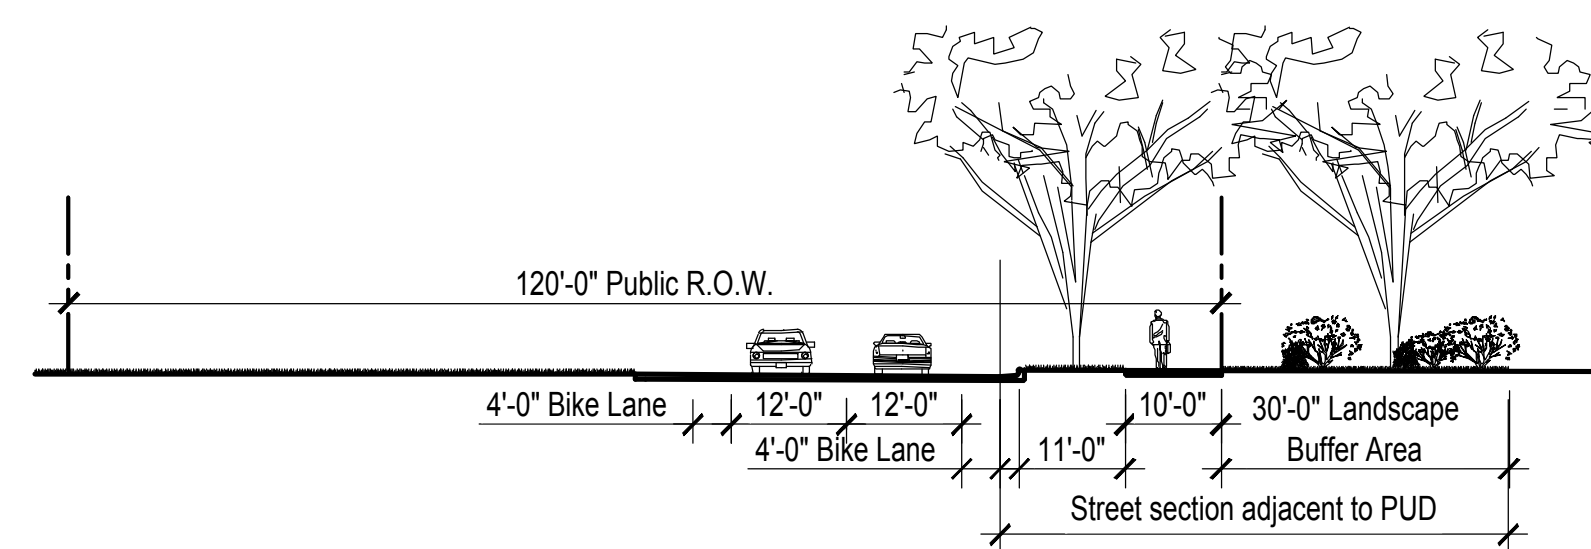 120'-0" Public R.O.W.
4'-0" Bike Lane
12'-0"
12'-0"
10'-0"
30'-0" Landscape
Buffer Area
4'-0" Bike Lane
11'-0"
Street section adjacent to PUD